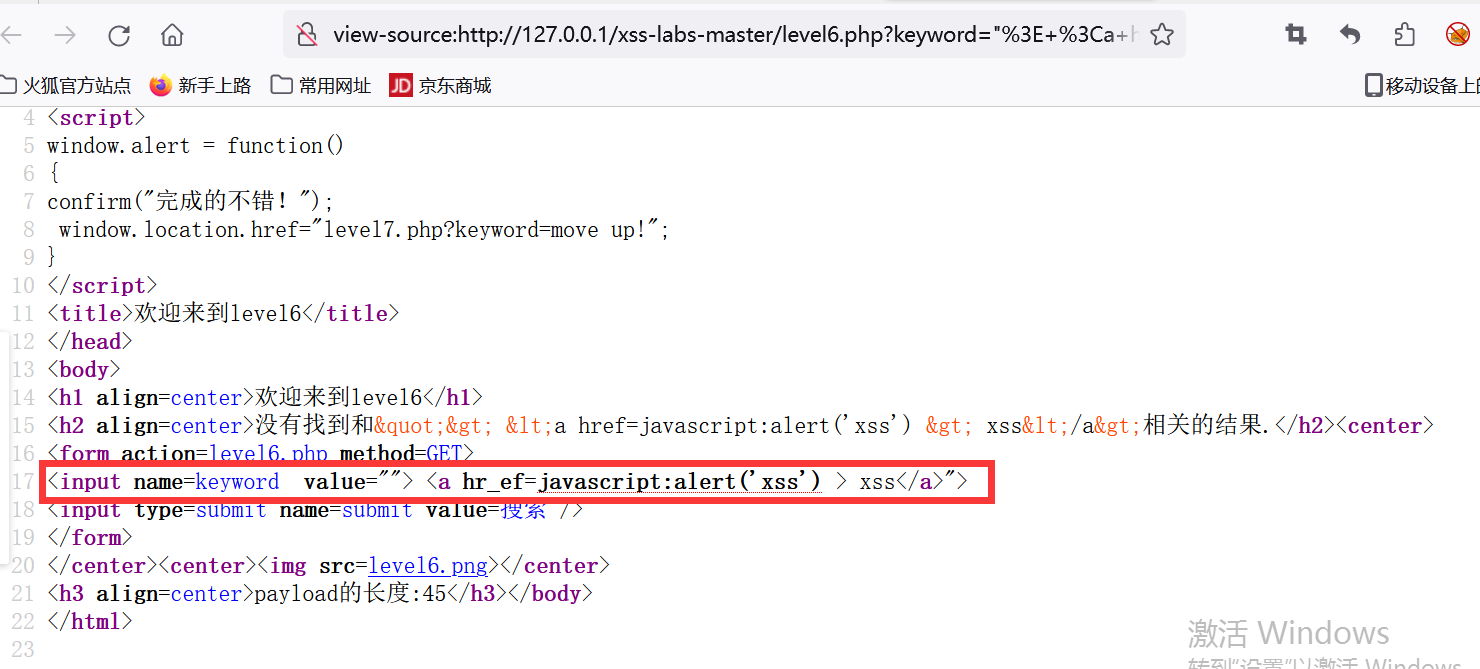 view-source:http://127.0.0.1/xss-labs-master/level6.php?keyword="%3E+%3Ca+h
火狐官方站点 新手上路 常用网址 JD 京东商城 移动设备上的
4 <script>
5 window.alert = function()
6 {
7 confirm("完成的不错！");
8  window.location.href="level7.php?keyword=move up!";
9 }
10 </script>
11 <title>欢迎来到level6</title>
12 </head>
13 <body>
14 <h1 align=center>欢迎来到level6</h1>
15 <h2 align=center>没有找到和&quot;&gt; &lt;a href=javascript:alert('xss') &gt; xss&lt;/a&gt;相关的结果.</h2><center>
16 <form action=level6.php method=GET>
17 <input name=keyword  value=""> <a hr_ef=javascript:alert('xss') > xss</a>">
18 <input type=submit name=submit value=搜索 />
19 </form>
20 </center><center><img src=level6.png></center>
21 <h3 align=center>payload的长度:45</h3></body>
22 </html>
23
激活 Windows
转到"设置"以激活 Windows